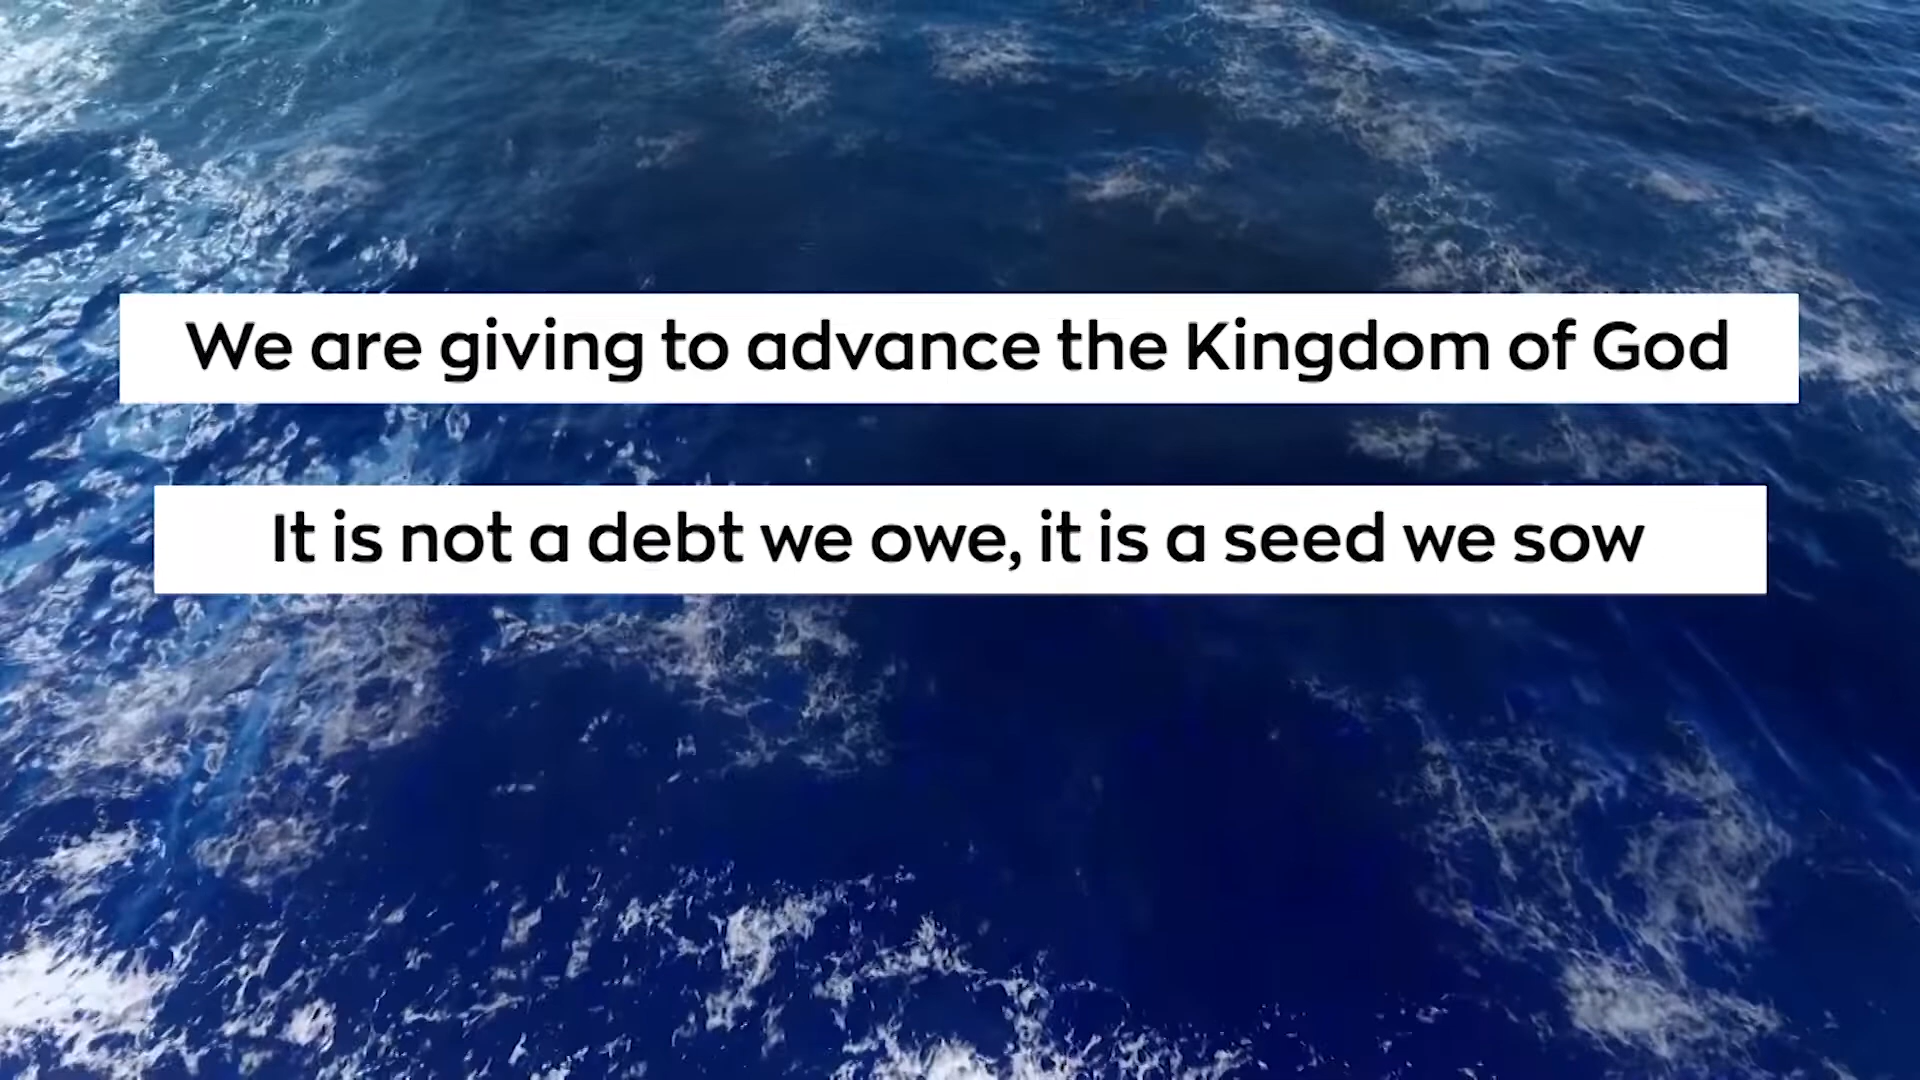 We are giving to advance the Kingdom of God
It is not a debt we owe, it is a seed we sow